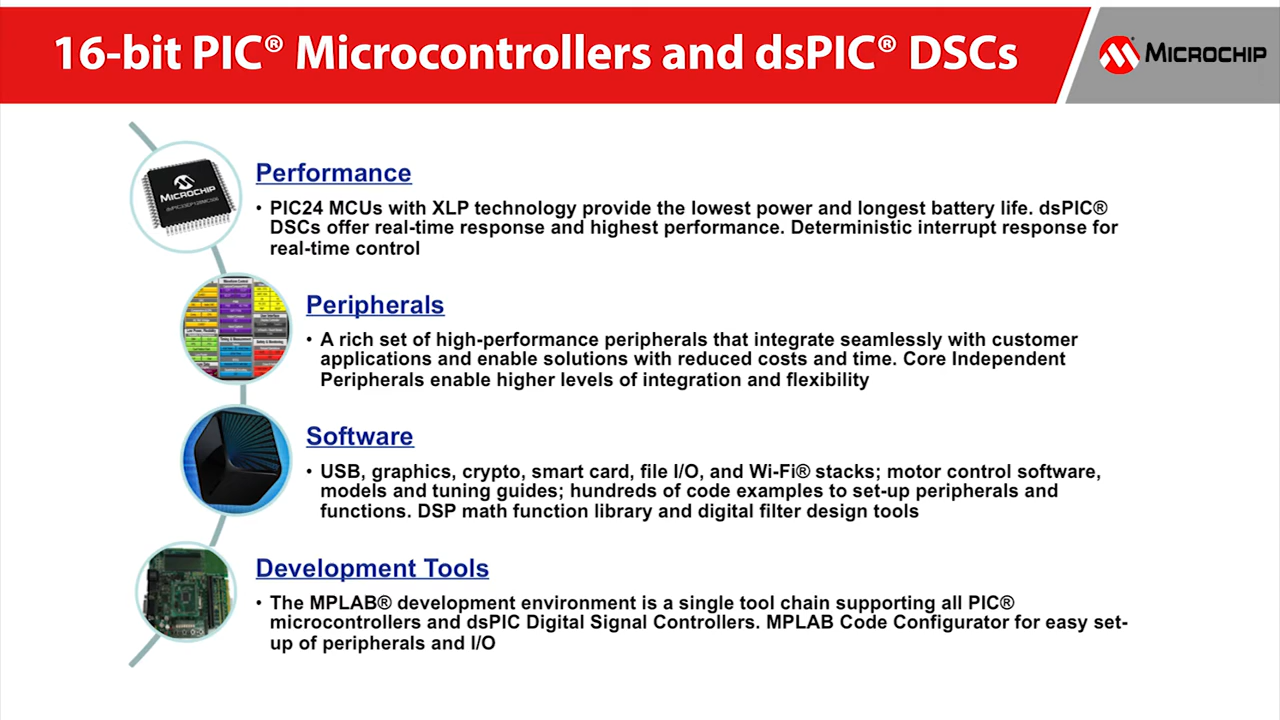 16-bit PIC® Microcontrollers and dsPIC® DSCs
MICROCHIP
Performance
• PIC24 MCUs with XLP technology provide the lowest power and longest battery life. dsPIC®
DSCs offer real-time response and highest performance. Deterministic interrupt response for
real-time control
MICROCHIP
Peripherals
• A rich set of high-performance peripherals that integrate seamlessly with customer
applications and enable solutions with reduced costs and time. Core Independent
Peripherals enable higher levels of integration and flexibility
Software
• USB, graphics, crypto, smart card, file I/O, and Wi-Fi® stacks; motor control software,
models and tuning guides; hundreds of code examples to set-up peripherals and
functions. DSP math function library and digital filter design tools
Development Tools
• The MPLAB® development environment is a single tool chain supporting all PIC®
microcontrollers and dsPIC Digital Signal Controllers. MPLAB Code Configurator for easy set-
up of peripherals and I/O